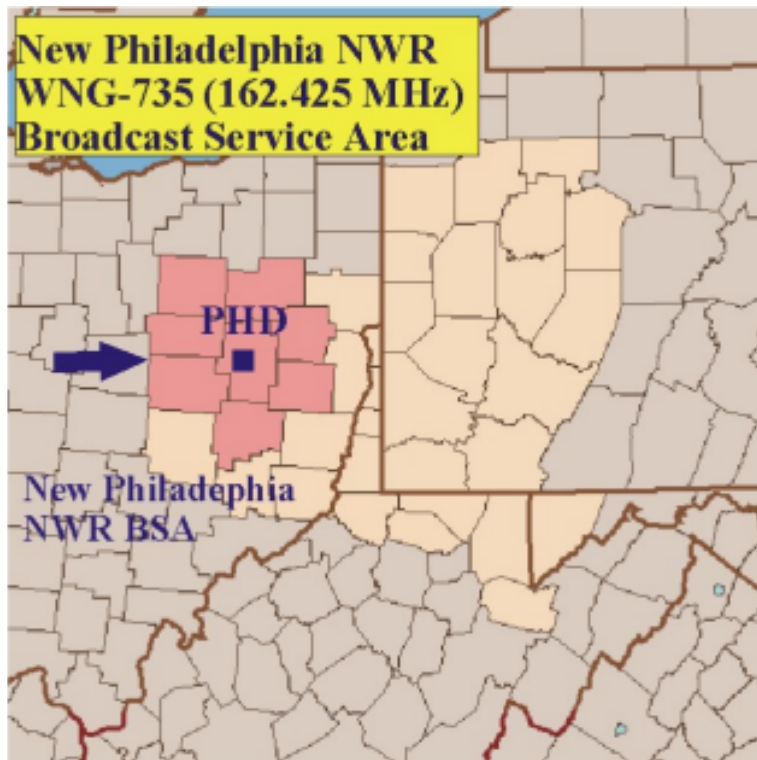 New Philadelphia NWR
WNG-735 (162.425 MHz)
Broadcast Service Area
PHD
New Philadephia
NWR BSA